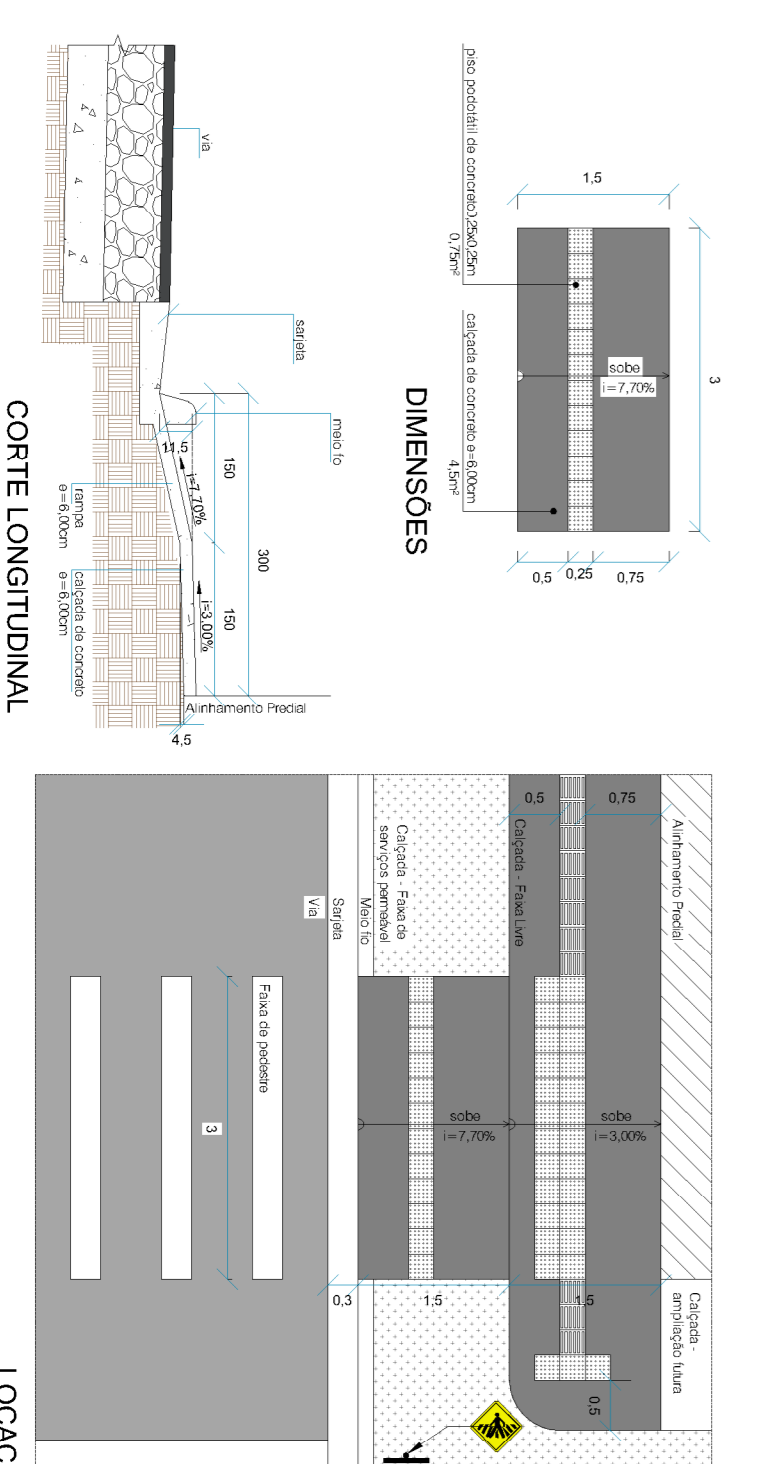 1,5
3
piso podotátil de concreto0,25x0,25m
0,75m²
calçada de concreto e=6,00cm
4,5m²
sobe
i=7,70%
0,5
0,25
0,75
DIMENSÕES
via
sarjeta
meio fo
11,5
150
300
i=7,70%
150
i=3,00%
rampa
e=6,00cm
calçada de concreto
e=6,00cm
Alinhamento Predial
4,5
CORTE LONGITUDINAL
0,5
0,75
Alinhamento Predial
Calçada - Faixa Livre
Calçada - Faixa de
serviços permeável
Meio fio
Sarjeta
Via
Faixa de pedestre
3
sobe
i=7,70%
sobe
i=3,00%
0,3
1,5
1,5
Calçada -
ampliação futura
0,5
LOCAÇ